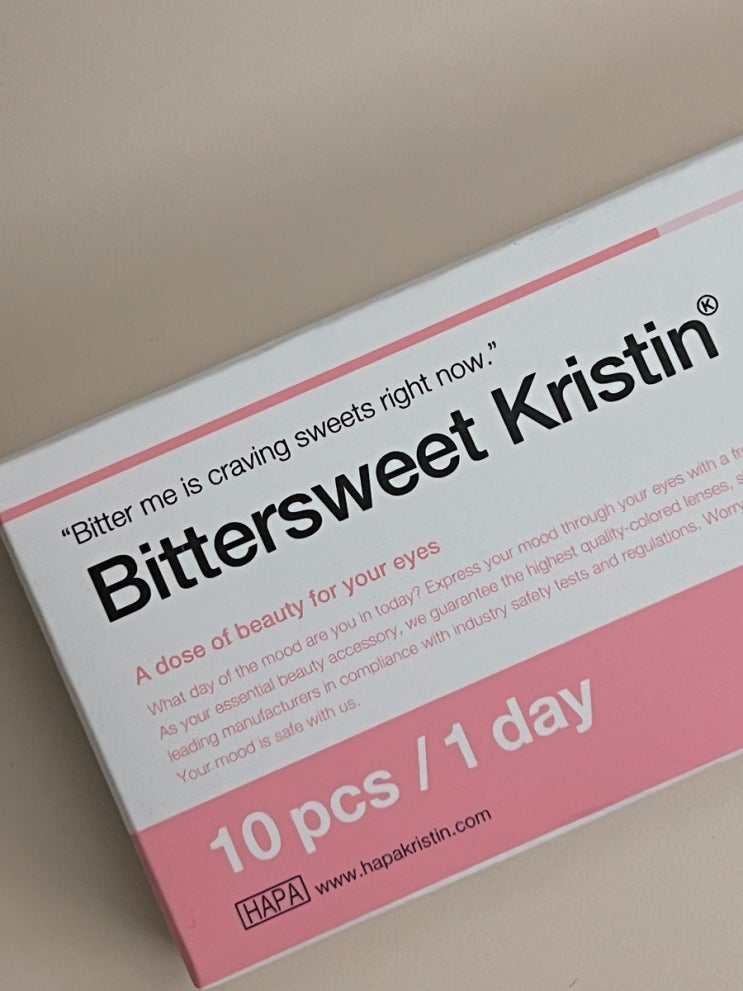 “Bitter me is craving sweets right now.”
Bittersweet Kristin Ⓚ
A dose of beauty for your eyes
What day of the mood are you in today? Express your mood through your eyes with a
As your essential beauty accessory, we guarantee the highest quality-colored lenses,
leading manufacturers in compliance with industry safety tests and regulations. Worry
Your mood is safe with us.
10 pcs / 1 day
HAPA www.hapakristin.com